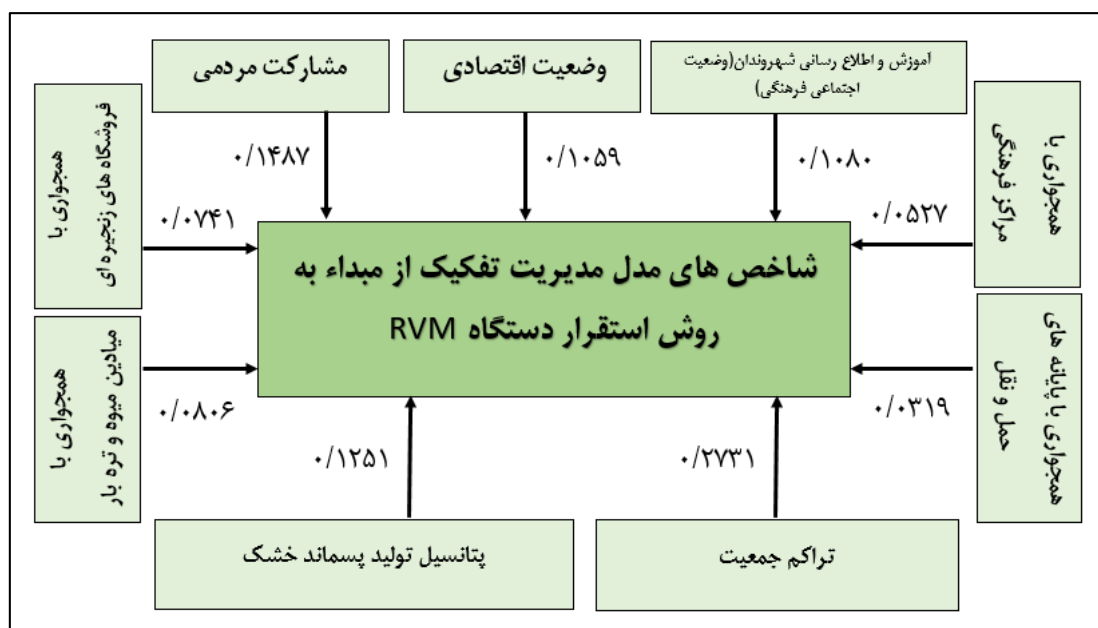 آموزش و اطلاع رسانی شهروندان(وضعیت
اجتماعی فرهنگی)
وضعیت اقتصادی
مشارکت مردمی
۰/۱۰۸۰
۰/۱۰۵۹
۰/۱۴۸۷
همجواری با
مراکز فرهنگی
۰/۰۵۲۷
همجواری با
فروشگاه های زنجیره ای
۰/۰۷۴۱
شاخص های مدل مدیریت تفکیک از مبداء به
روش استقرار دستگاه RVM
همجواری با پایانه های
حمل و نقل
۰/۰۳۱۹
همجواری با
میادین میوه و تره بار
۰/۰۸۰۶
۰/۲۷۳۱
۰/۱۲۵۱
تراکم جمعیت
پتانسیل تولید پسماند خشک